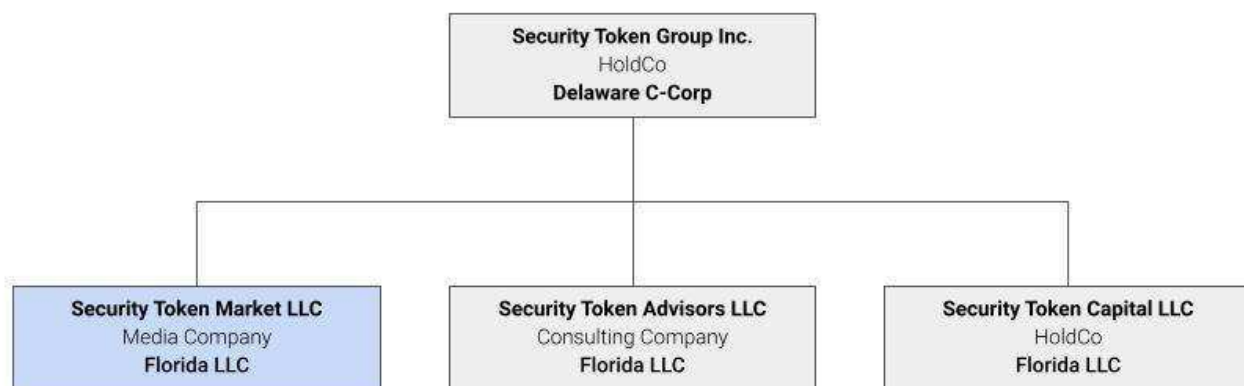 Security Token Group Inc.
HoldCo
Delaware C-Corp
Security Token Market LLC
Media Company
Florida LLC
Security Token Advisors LLC
Consulting Company
Florida LLC
Security Token Capital LLC
HoldCo
Florida LLC